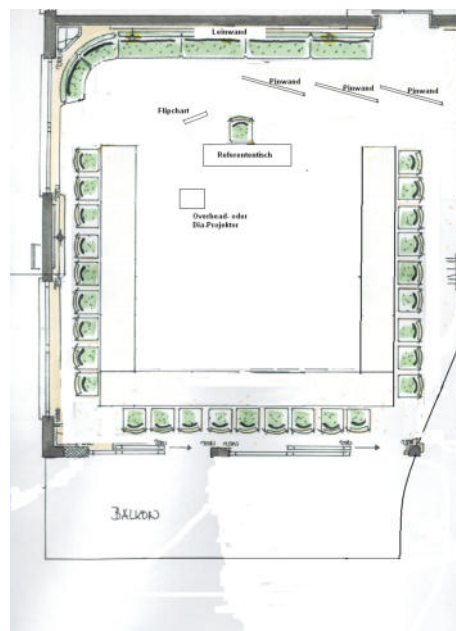 Leinwand
Pinwand
Pinwand
Pinwand
Flipchart
Referententisch
Overhead- oder
Dia-Projektor
BALKON